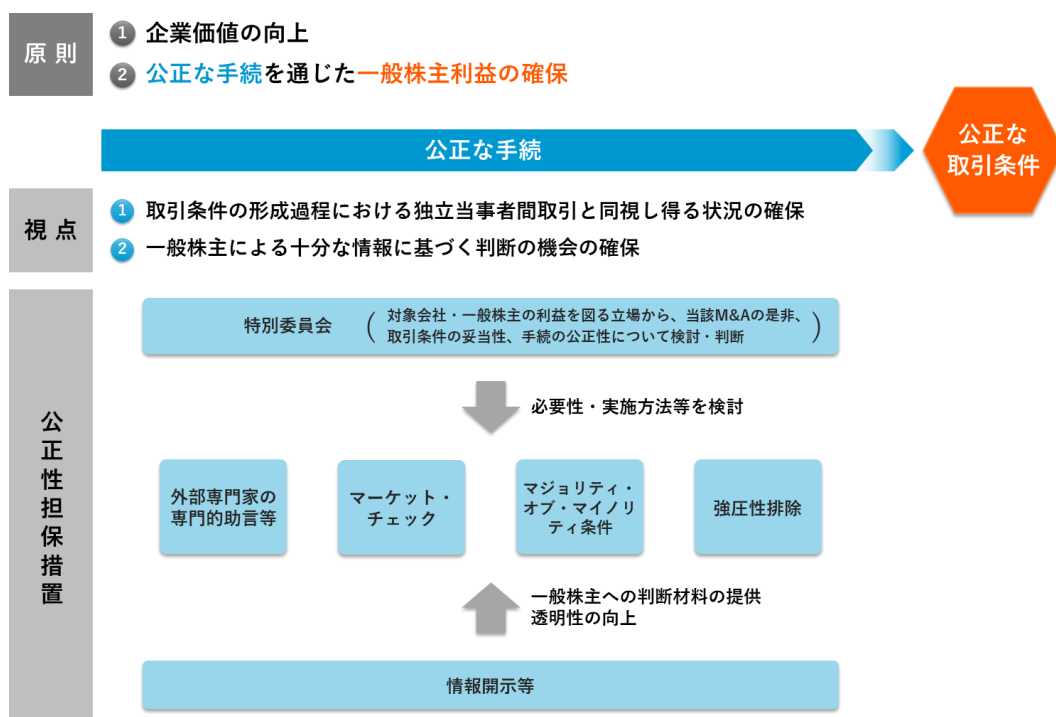 原則
1 企業価値の向上
2 公正な手続を通じた一般株主利益の確保
公正な手続
公正な
取引条件
視点
1 取引条件の形成過程における独立当事者間取引と同視し得る状況の確保
2 一般株主による十分な情報に基づく判断の機会の確保
公正性担保措置
特別委員会
(対象会社・一般株主の利益を図る立場から、当該M&Aの是非、
取引条件の妥当性、手続の公正性について検討・判断)
必要性・実施方法等を検討
外部専門家の
専門的助言等
マーケット・
チェック
マジョリティ・
オブ・マイノリ
ティ条件
強圧性排除
一般株主への判断材料の提供
透明性の向上
情報開示等